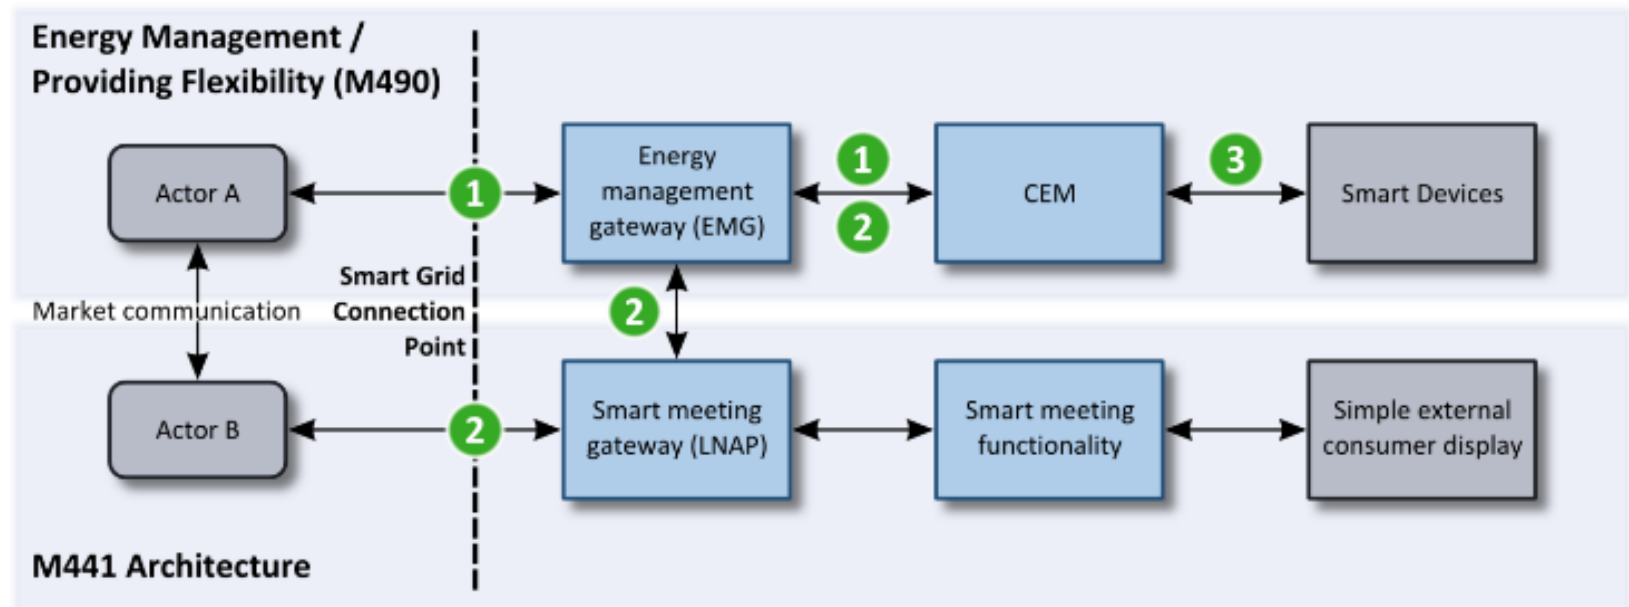 Energy Management /
Providing Flexibility (M490)
Actor A
1
Energy
management
gateway (EMG)
1
2
CEM
3
Smart Devices
Market communication
Smart Grid
Connection
Point
2
Actor B
2
Smart meeting
gateway (LNAP)
Smart meeting
functionality
Simple external
consumer display
M441 Architecture